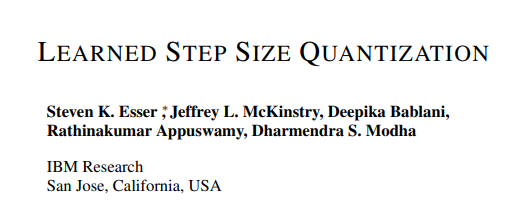 LEARNED STEP SIZE QUANTIZATION
Steven K. Esser,* Jeffrey L. McKinstry, Deepika Bablani,
Rathinakumar Appuswamy, Dharmendra S. Modha
IBM Research
San Jose, California, USA